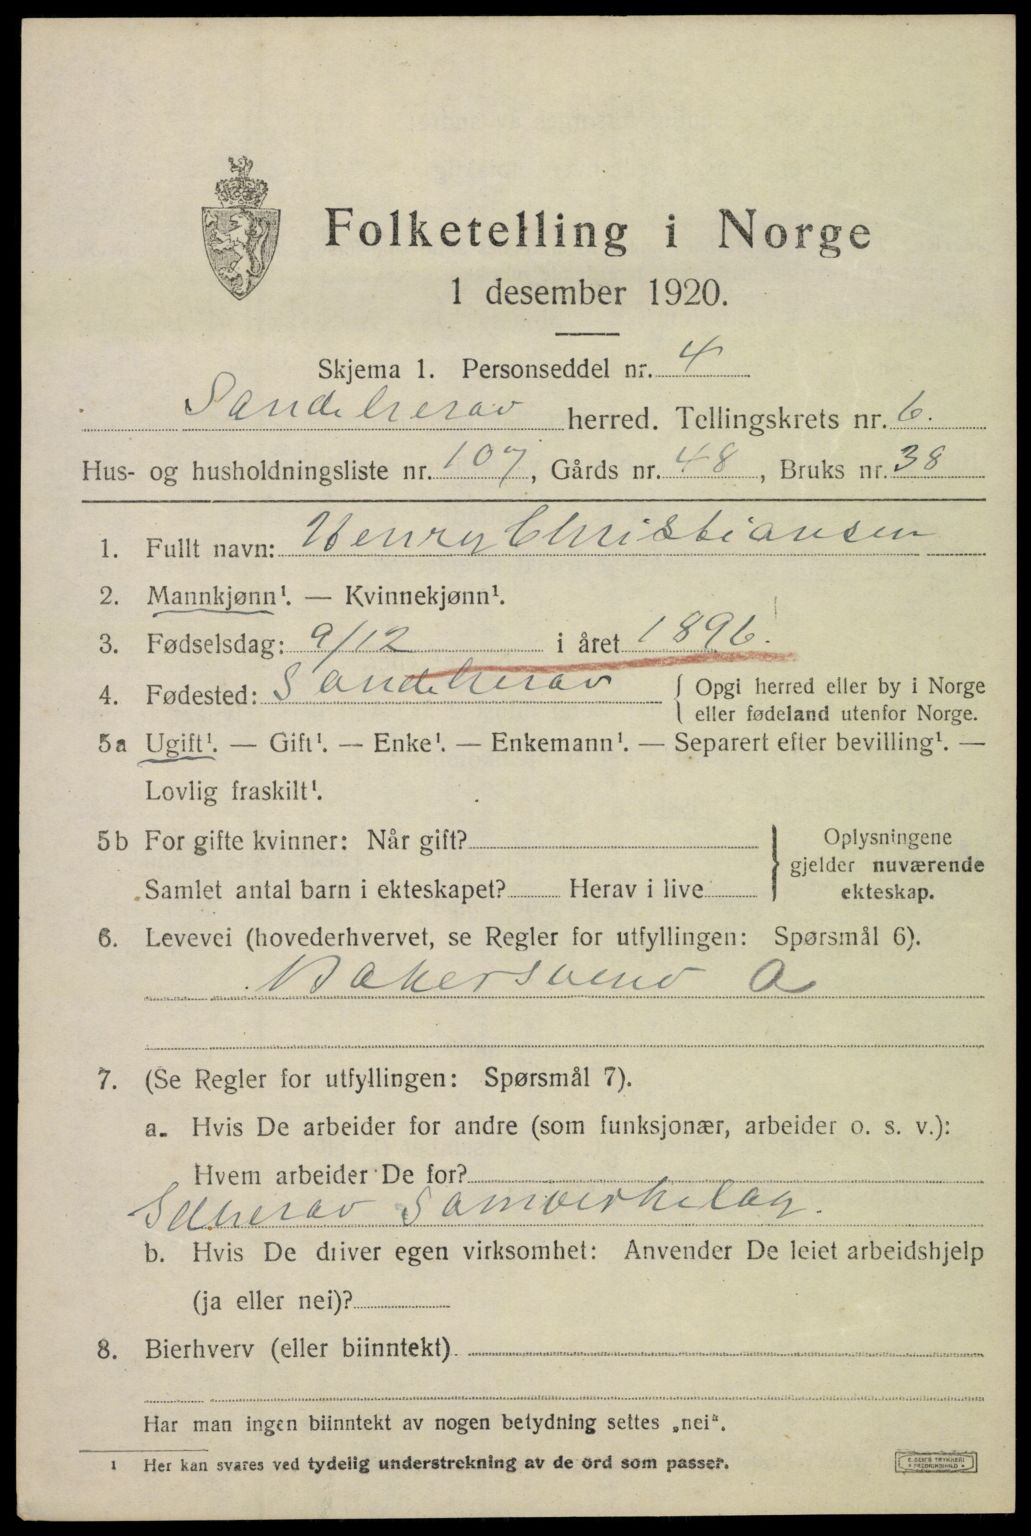 Folketelling i Norge
1 desember 1920.
Skjema 1. Personseddel nr. 4
Sandeherav herred. Tellingskrets nr. 6.
Hus- og husholdningsliste nr. 107, Gårds nr. 48, Bruks nr. 38
1. Fullt navn: Henry Christiansen
2. Mannkjønn¹. — Kvinnekjønn¹.
3. Fødselsdag: 9/12 i året 1896.
4. Fødested: Sandeherav { Opgi herred eller by i Norge
eller fødeland utenfor Norge.
5a Ugift¹. — Gift¹. — Enke¹. — Enkemann¹. — Separert efter bevilling¹. —
Lovlig fraskilt¹.
5b For gifte kvinner: Når gift? } Oplysningene
gjelder nuværende
Samlet antal barn i ekteskapet? Herav i live ekteskap.
6. Levevei (hovederhvervet, se Regler for utfyllingen: Spørsmål 6).
Bakersvend a
7. (Se Regler for utfyllingen: Spørsmål 7).
a. Hvis De arbeider for andre (som funksjonær, arbeider o. s. v.):
Hvem arbeider De for?
Sdherav Samvirkelag.
b. Hvis De driver egen virksomhet: Anvender De leiet arbeidshjelp
(ja eller nei)?
8. Bierhverv (eller biinntekt)
Har man ingen biinntekt av nogen betydning settes „nei“.
¹ Her kan svares ved tydelig understrekning av de ord som passer.